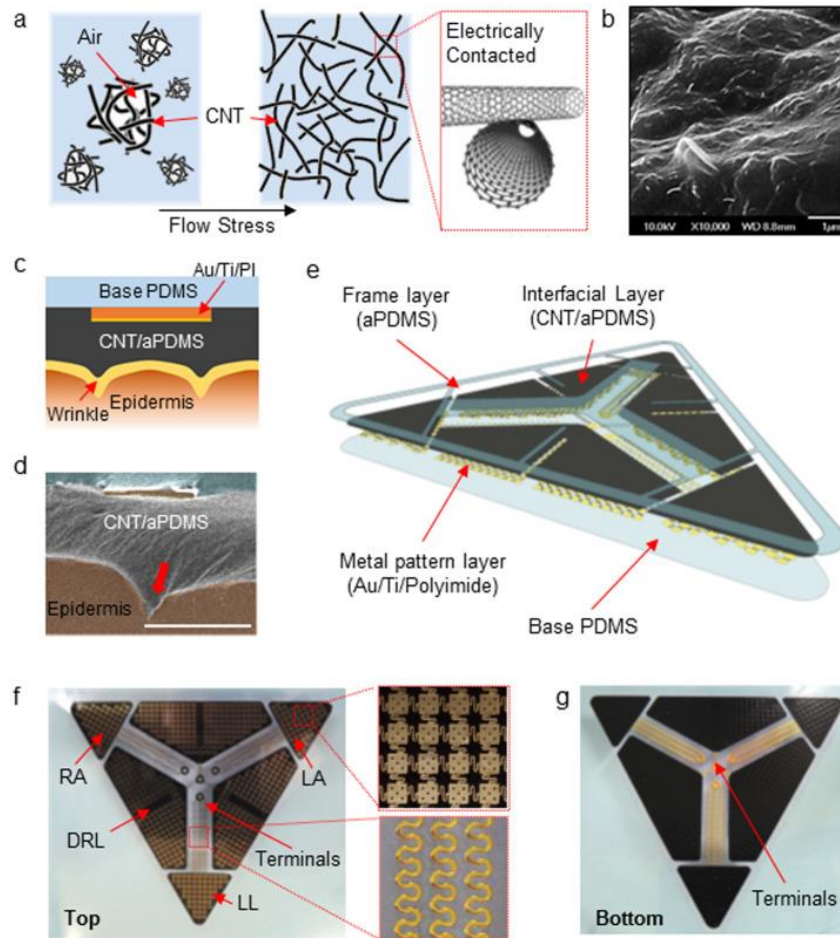 a
Air
CNT
Flow Stress
Electrically
Contacted
b
10.0kV X10,000 WD 8.8mm 1μm
c
Au/Ti/PI
Base PDMS
CNT/aPDMS
Wrinkle
Epidermis
d
CNT/aPDMS
Epidermis
e
Frame layer
(aPDMS)
Interfacial Layer
(CNT/aPDMS)
Metal pattern layer
(Au/Ti/Polyimide)
Base PDMS
f
RA
LA
DRL
Terminals
LL
Top
g
Terminals
Bottom